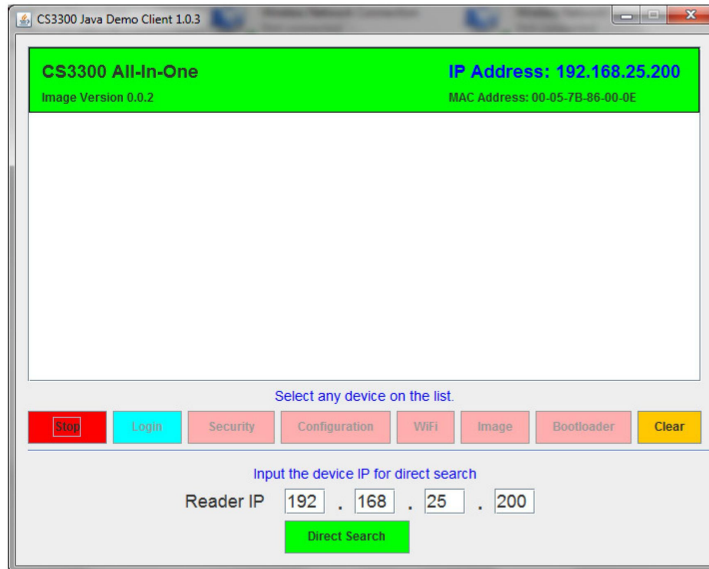 CS3300 Java Demo Client 1.0.3
CS3300 All-In-One
IP Address: 192.168.25.200
Image Version 0.0.2
MAC Address: 00-05-7B-86-00-0E
Select any device on the list.
Stop Login Security Configuration WiFi Image Bootloader Clear
Input the device IP for direct search
Reader IP 192 . 168 . 25 . 200
Direct Search